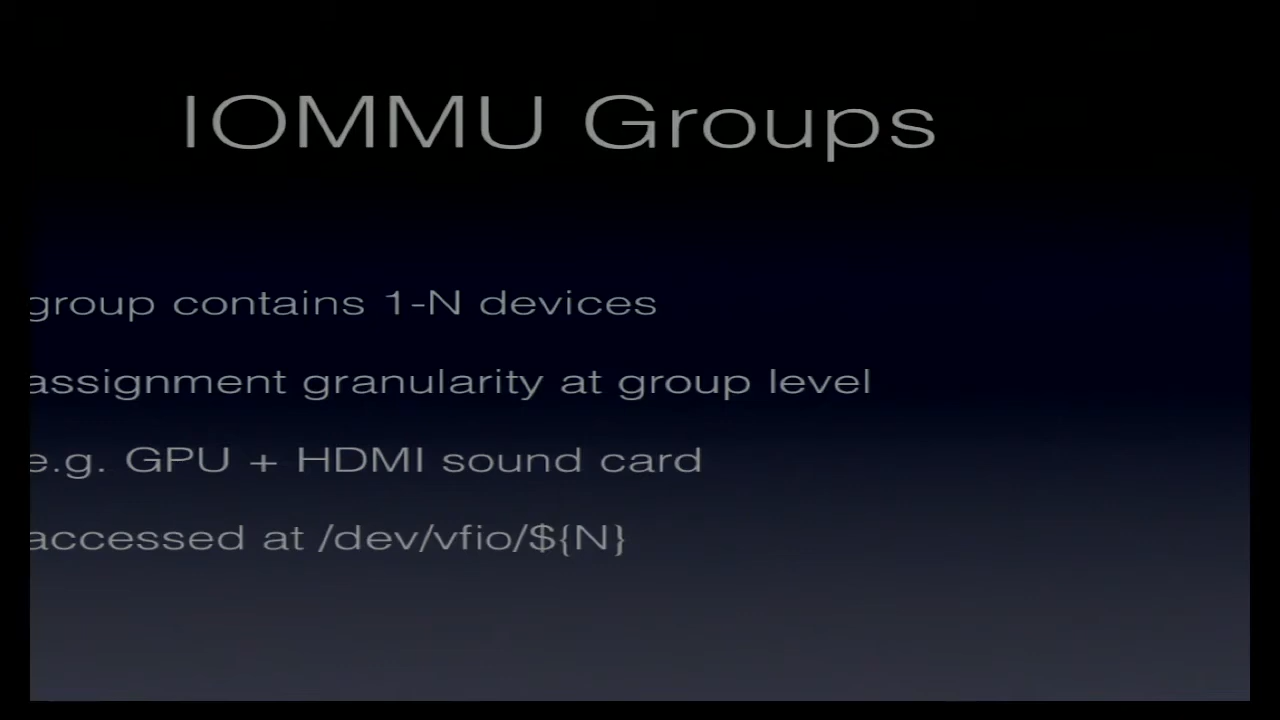 IOMMU Groups
group contains 1-N devices
assignment granularity at group level
e.g. GPU + HDMI sound card
accessed at /dev/vfio/${N}